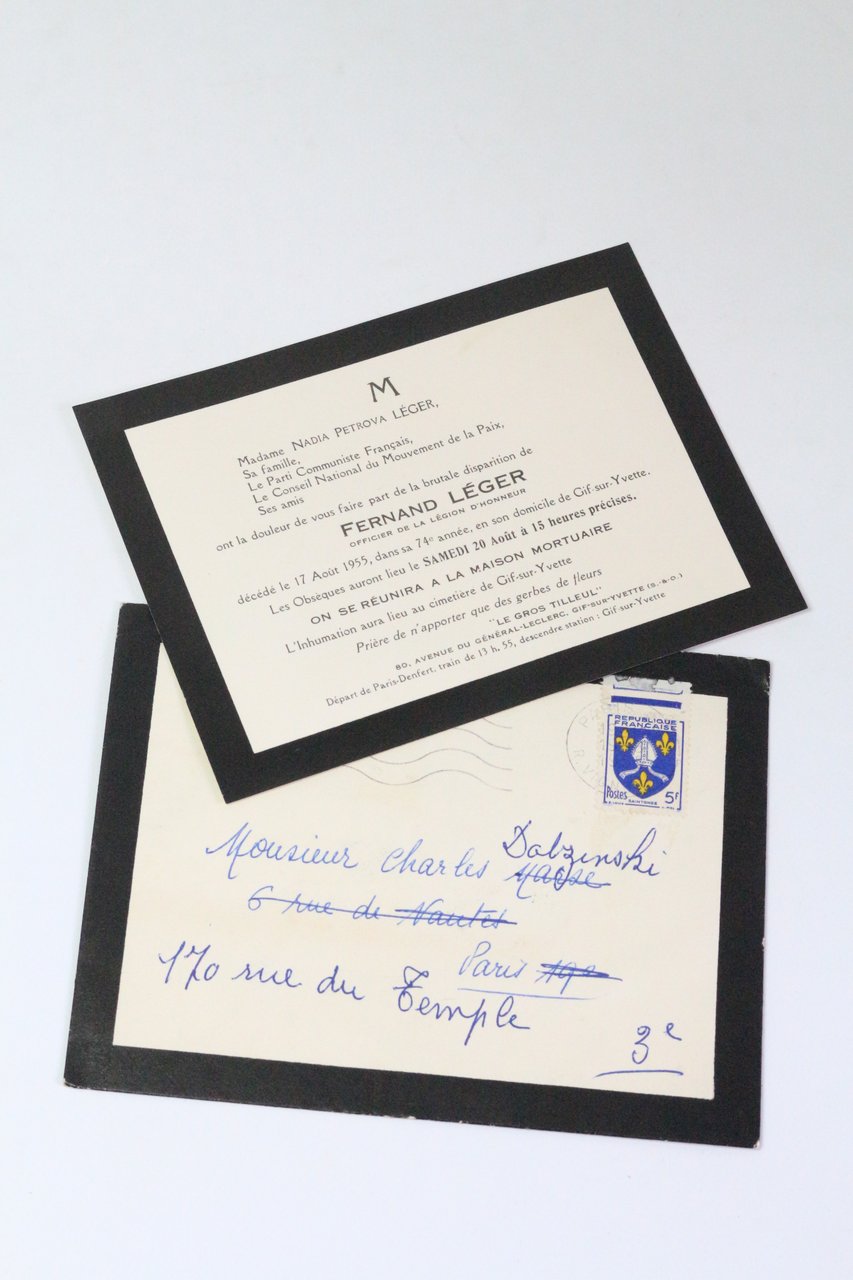 M
Madame NADIA PETROVA LÉGER,
Sa famille,
Le Parti Communiste Français,
Le Conseil National du Mouvement de la Paix,
Ses amis
ont la douleur de vous faire part de la brutale disparition de
FERNAND LÉGER
OFFICIER DE LA LÉGION D'HONNEUR
décédé le 17 Août 1955, dans sa 74e année, en son domicile de Gif-sur-Yvette.
Les Obsèques auront lieu le SAMEDI 20 Août à 15 heures précises.
ON SE RÉUNIRA A LA MAISON MORTUAIRE
L'Inhumation aura lieu au cimetière de Gif-sur-Yvette
Prière de n'apporter que des gerbes de fleurs
"LE GROS TILLEUL"
80, AVENUE DU GÉNÉRAL-LECLERC, GIF-SUR-YVETTE (S.-&-O.)
Départ de Paris-Denfert, train de 13 h. 55, descendre station : Gif-sur-Yvette
REPUBLIQUE
FRANÇAISE
Postes 5F
SAINTONGE
Monsieur Charles Dobzynski
6 rue de Nantes
Paris 19e
170 rue du Temple
3e